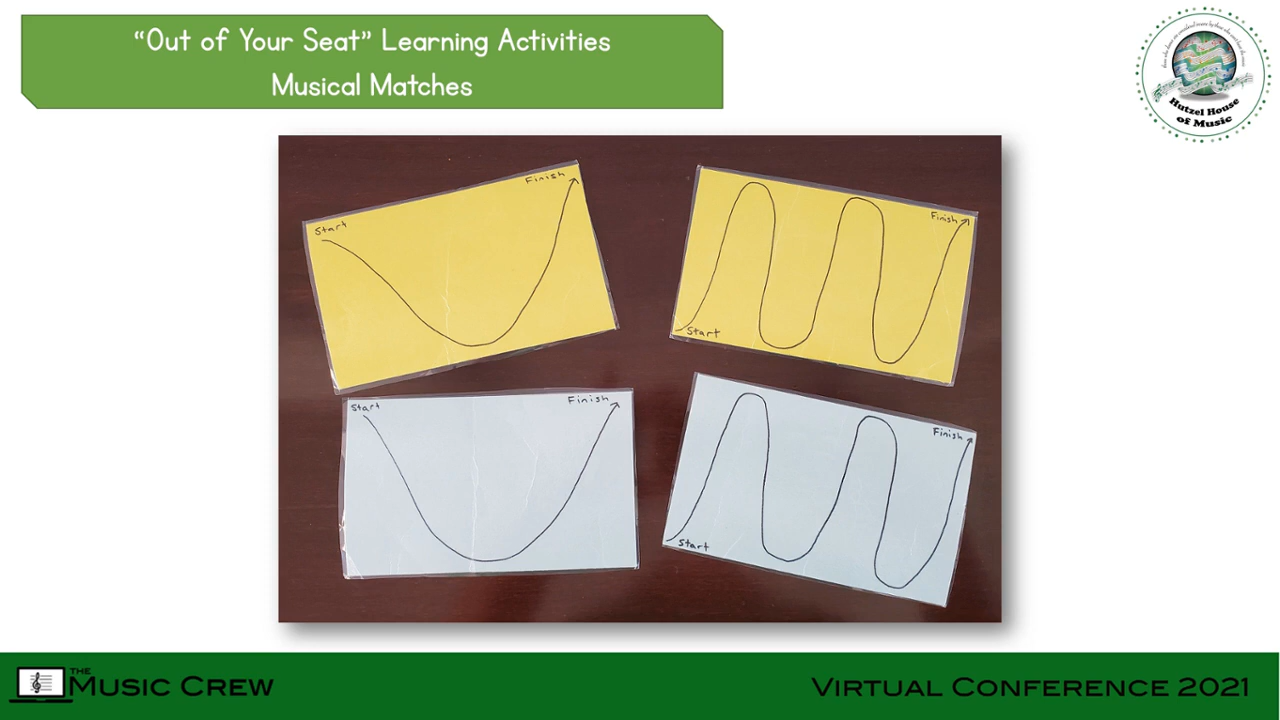 “Out of Your Seat” Learning Activities
Musical Matches
Hutzel House
of Music
Start
Finish
Start
Finish
Start
Finish
Start
Finish
THE
MUSIC CREW
VIRTUAL CONFERENCE 2021